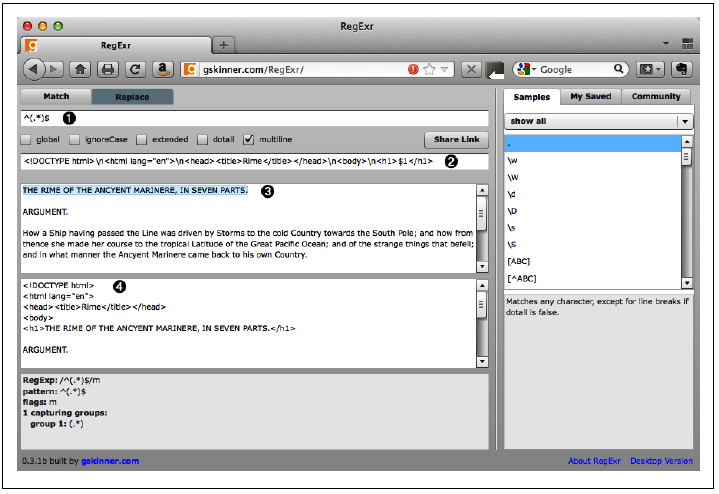 RegExr
RegExr
+
gskinner.com/RegExr/
Google
Match Replace
^(.*)$ 1
global ignoreCase extended dotall multiline Share Link
<!DOCTYPE html>\n<html lang="en">\n<head><title>Rime</title></head>\n<body>\n<h1>$1</h1> 2
THE RIME OF THE ANCYENT MARINERE, IN SEVEN PARTS. 3
ARGUMENT.
How a Ship having passed the Line was driven by Storms to the cold Country towards the South Pole; and how from
thence she made her course to the tropical Latitude of the Great Pacific Ocean; and of the strange things that befell;
and in what manner the Ancyent Marinere came back to his own Country.
<!DOCTYPE html> 4
<html lang="en">
<head><title>Rime</title></head>
<body>
<h1>THE RIME OF THE ANCYENT MARINERE, IN SEVEN PARTS.</h1>
ARGUMENT.
RegExp: /^(.*)$/m
pattern: ^(.*)$
flags: m
1 capturing groups:
group 1: (.*)
Samples My Saved Community
show all
.
\w
\W
\d
\D
\s
\S
[ABC]
[^ABC]
Matches any character, except for line breaks if
dotall is false.
0.3.1b built by gskinner.com
About RegExr Desktop Version